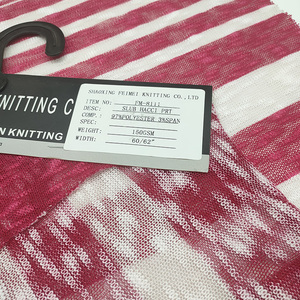 KNITTING C
N KNITTING
SHAOXING FEIMEI KNITTING CO.,LTD
ITEM NO: FM-8111
DESC: SLUB HACCI PRT
COMP.: 97%POLYESTER 3%SPAN
SPEC:
WEIGHT: 150GSM
WIDTH: 60/62"